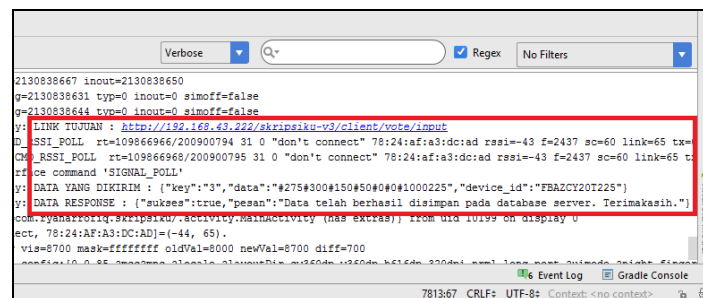 Verbose
Regex
No Filters
2130838667 inout=2130838650
g=2130838631 typ=0 inout=0 simoff=false
g=2130838644 typ=0 inout=0 simoff=false
y: LINK TUJUAN : http://192.168.43.222/skripsiku-v3/client/vote/input
D_RSSI_POLL rt=109866966/200900794 31 0 "don't connect" 78:24:af:a3:dc:ad rssi=-43 f=2437 sc=60 link=65 tx=
CMD_RSSI_POLL rt=109866968/200900795 31 0 "don't connect" 78:24:af:a3:dc:ad rssi=-43 f=2437 sc=60 link=65 t
rface command 'SIGNAL_POLL'
y: DATA YANG DIKIRIM : {"key":"3","data":"#275#300#150#50#0#0#1000225","device_id":"FBAZCY20T225"}
y: DATA RESPONSE : {"sukses":true,"pesan":"Data telah berhasil disimpan pada database server. Terimakasih."}
com.ryanarrofiq.skripsiku/.activity.MainActivity (has extras)} from uid 10199 on display 0
ect, 78:24:AF:A3:DC:AD]=(-44, 65).
vis=8700 mask=ffffffff oldVal=8000 newVal=8700 diff=700
Event Log
Gradle Console
7813:67 CRLF÷ UTF-8÷ Context: <no context>